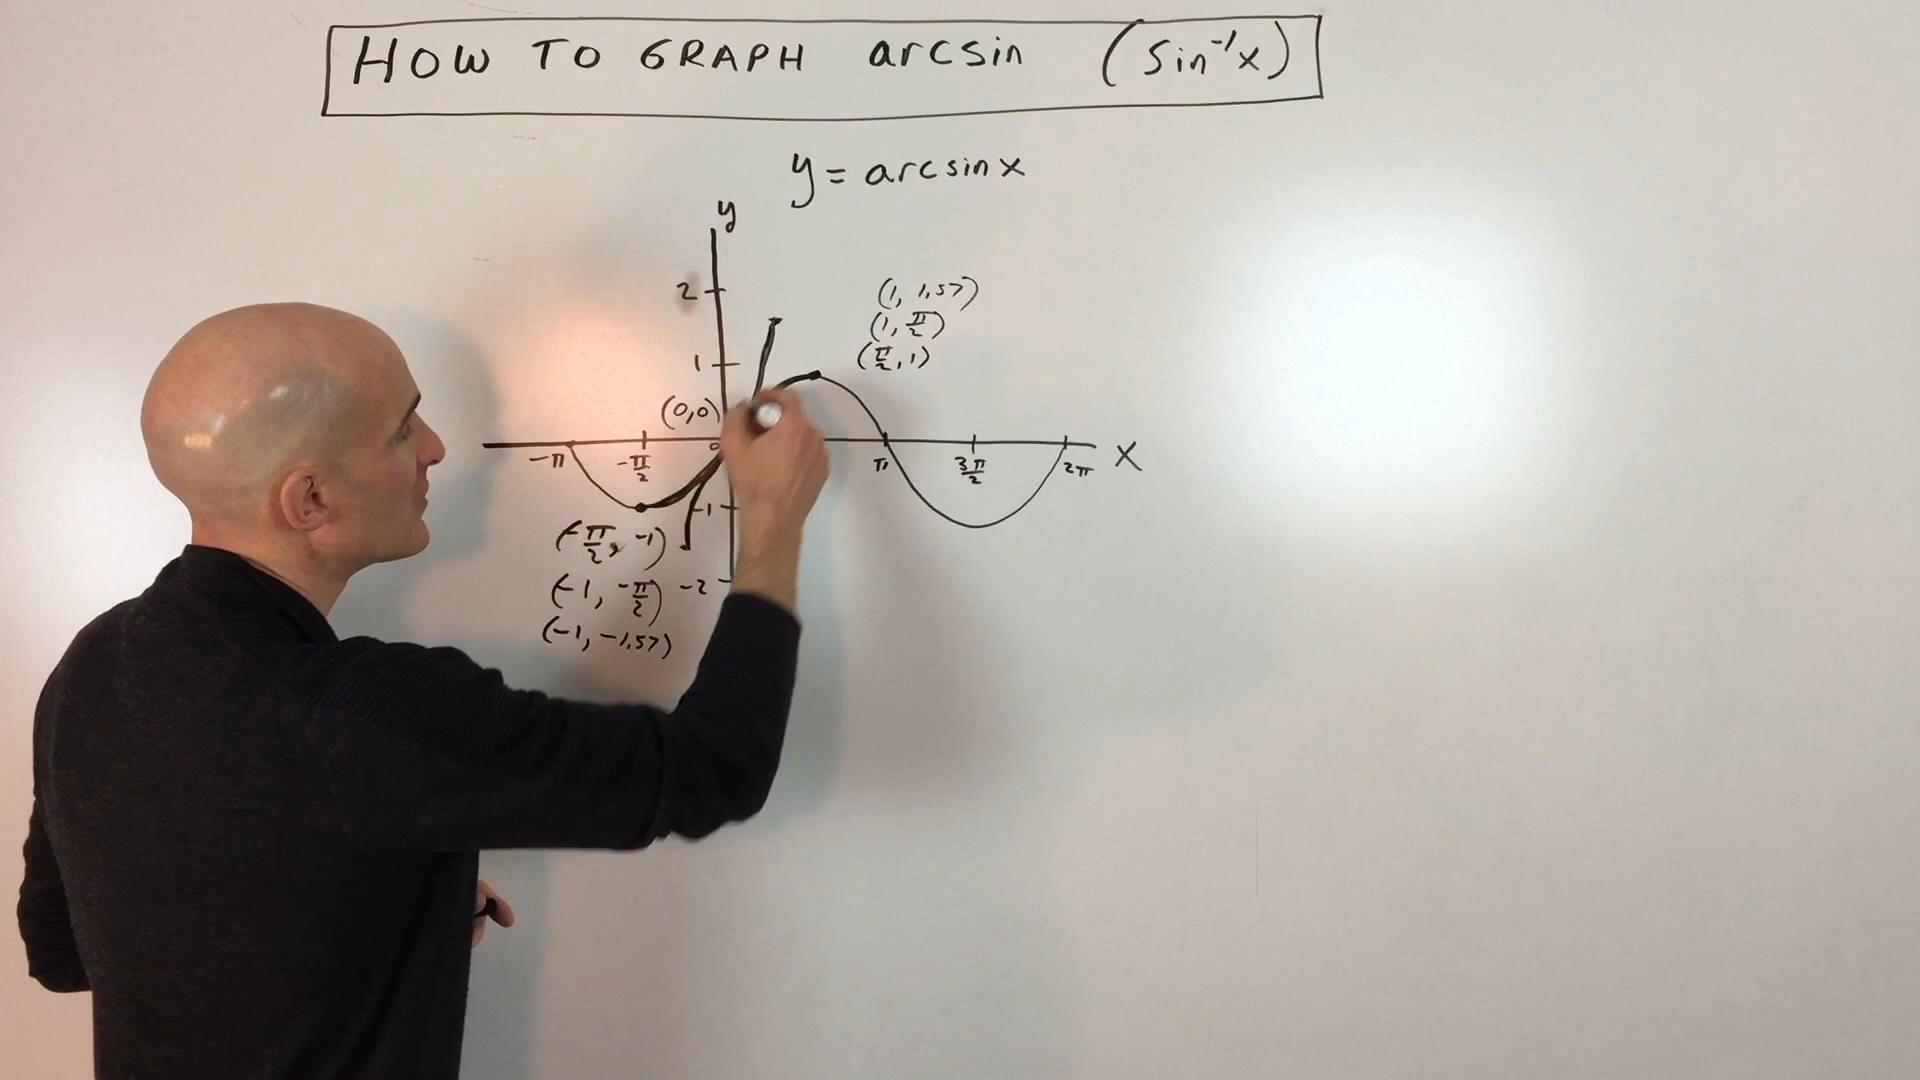 HOW TO GRAPH arcsin (sin⁻¹x)
y = arcsin x
y
2
(1, 1.57)
(1, π/2)
(π/2, 1)
1
(0,0)
0
-π
-π/2
π
3π/2
2π
x
-1
(-π/2, -1)
(-1, -π/2)
-2
(-1, -1.57)